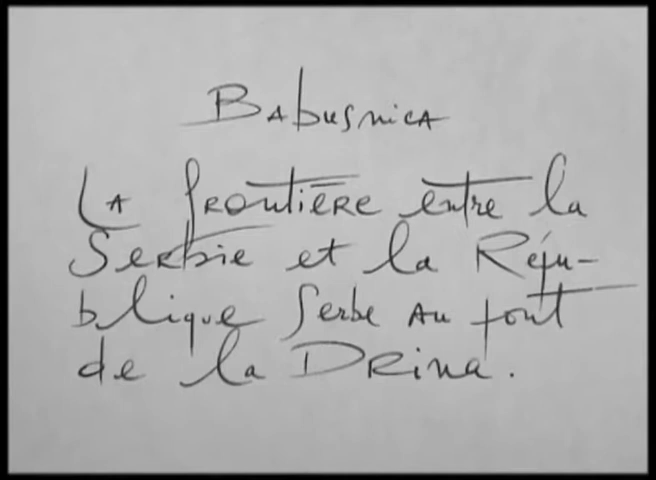 Babusnica
La frontière entre la
Serbie et la Répu-
blique Serbe au pont
de la Drina.